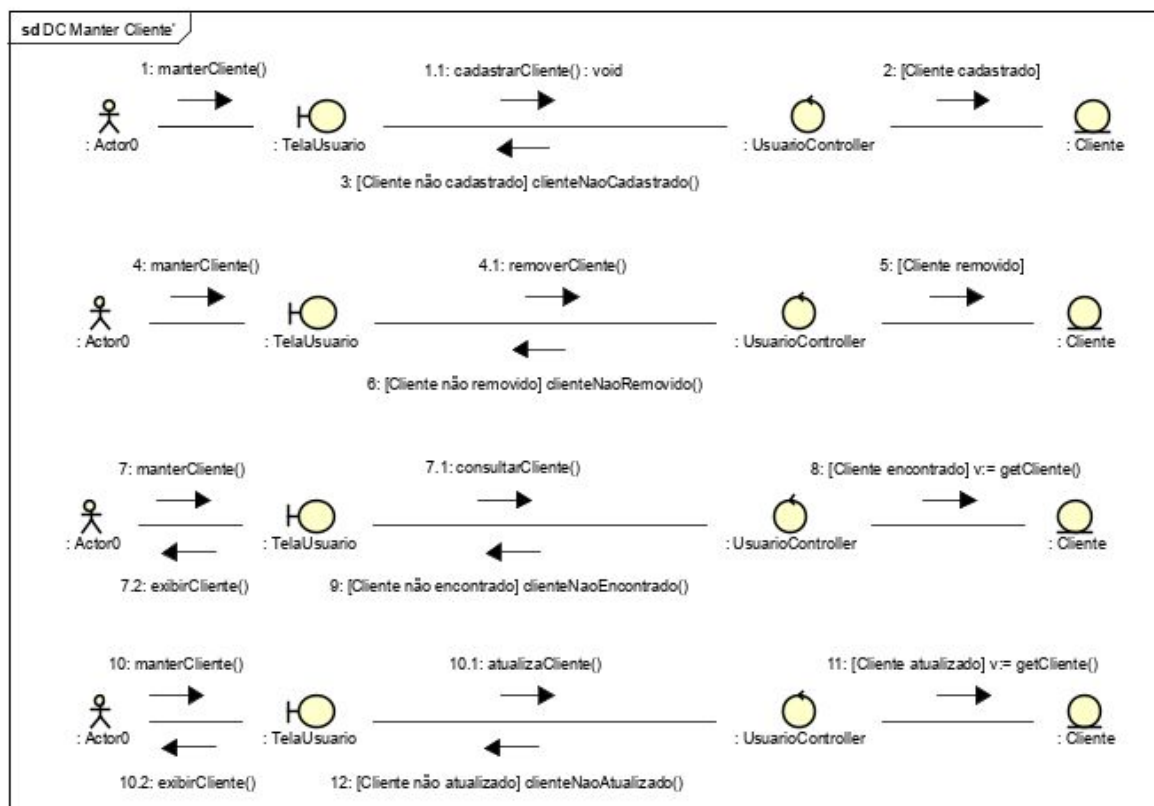 sd DC Manter Cliente'
1: manterCliente()
1.1: cadastrarCliente() : void
2: [Cliente cadastrado]
: Actor0
: TelaUsuario
: UsuarioController
: Cliente
3: [Cliente não cadastrado] clienteNaoCadastrado()
4: manterCliente()
4.1: removerCliente()
5: [Cliente removido]
: Actor0
: TelaUsuario
: UsuarioController
: Cliente
6: [Cliente não removido] clienteNaoRemovido()
7: manterCliente()
7.1: consultarCliente()
8: [Cliente encontrado] v:= getCliente()
: Actor0
: TelaUsuario
: UsuarioController
: Cliente
7.2: exibirCliente()
9: [Cliente não encontrado] clienteNaoEncontrado()
10: manterCliente()
10.1: atualizaCliente()
11: [Cliente atualizado] v:= getCliente()
: Actor0
: TelaUsuario
: UsuarioController
: Cliente
10.2: exibirCliente()
12: [Cliente não atualizado] clienteNaoAtualizado()